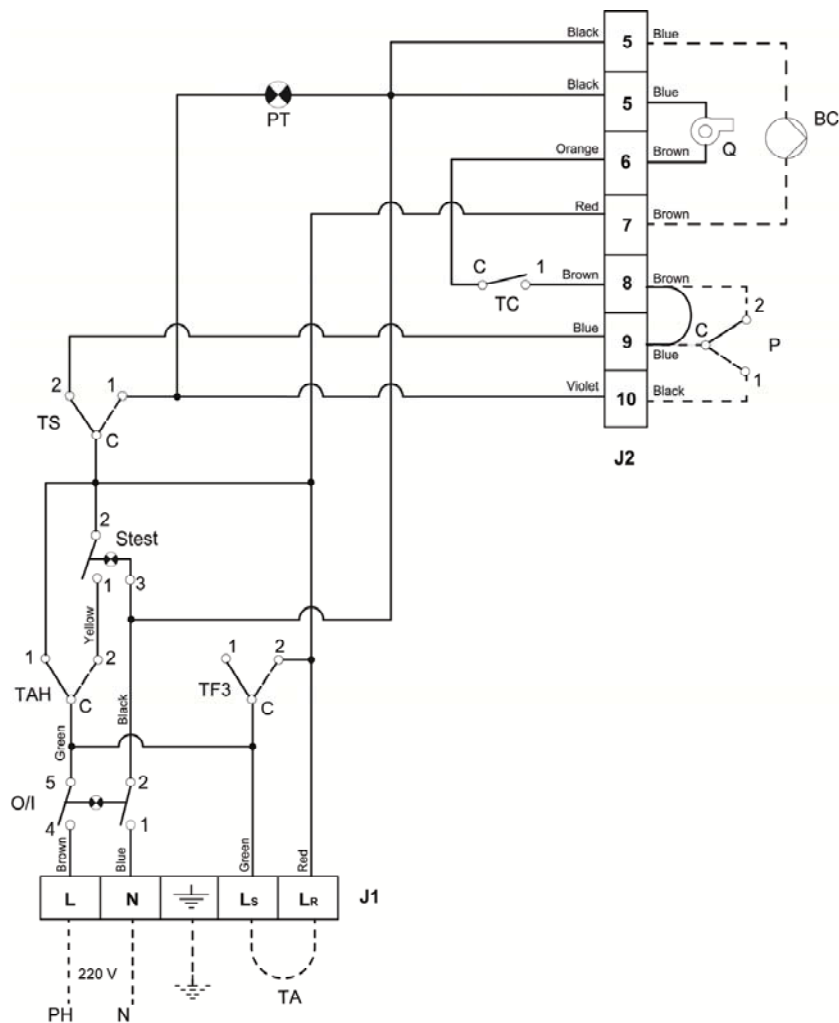 Black 5 Blue
BC
Black 5 Blue
PT
Q
Orange 6 Brown
Red 7 Brown
C 1 Brown 8 Brown
TC
2
Blue 9 Blue
C P
1
2 1 Violet 10 Black
TS C
J2
2
Stest
1 3
Yellow
1 2
TAH C
1 2
TF3 C
Black
Green
5 2
O/I
4 1
Brown Blue Green Red
L N LS LR J1
220 V
TA
PH N